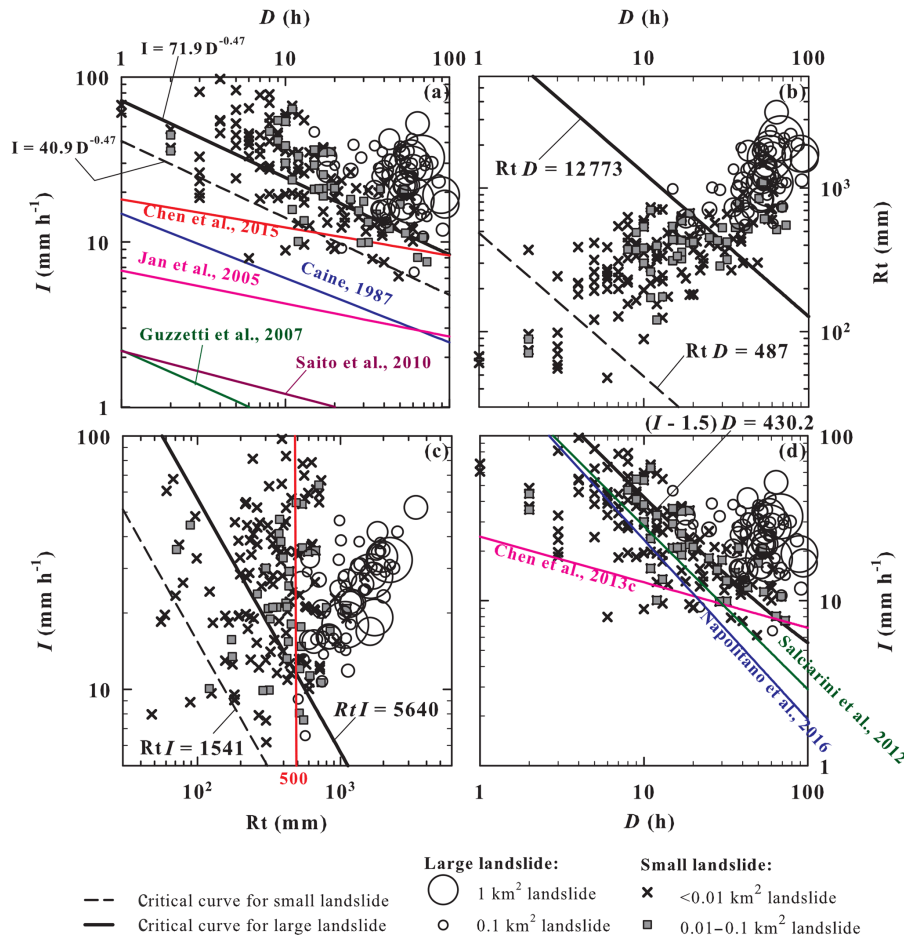 D (h)
D (h)
I = 71.9 D^-0.47
1 10 100
1 10 100
100
(a)
(b)
I = 40.9 D^-0.47
Rt D = 12773
10^3
Chen et al., 2015
10
I (mm h^-1)
Rt (mm)
Jan et al., 2005
Caine, 1987
Guzzetti et al., 2007
10^2
Saito et al., 2010
Rt D = 487
1
(I - 1.5) D = 430.2
100
(c)
(d)
100
I (mm h^-1)
I (mm h^-1)
Chen et al., 2013c
10
10
Salciarini et al., 2012
Napolitano et al., 2016
Rt I = 1541
RtI = 5640
1
500
10^2 10^3
1 10 100
Rt (mm)
D (h)
Large landslide:
Small landslide:
Critical curve for small landslide
1 km^2 landslide
<0.01 km^2 landslide
Critical curve for large landslide
0.1 km^2 landslide
0.01–0.1 km^2 landslide